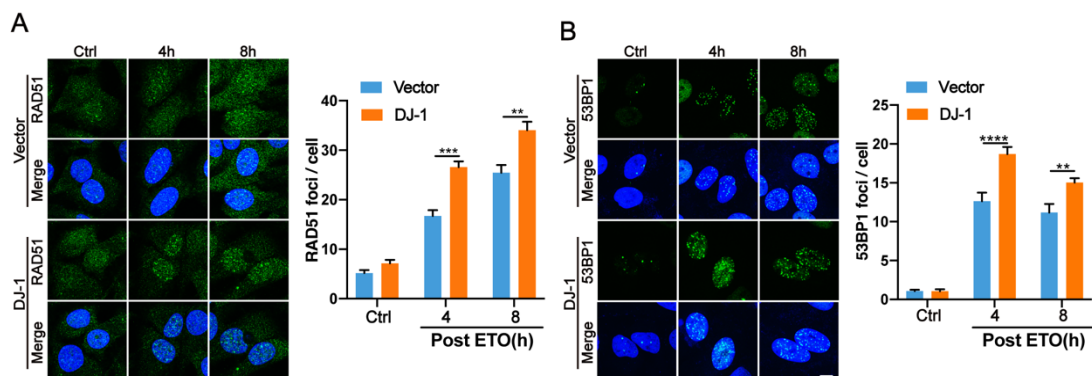 A
Ctrl 4h 8h
Vector
RAD51
Merge
DJ-1
RAD51
Merge
Vector
DJ-1
RAD51 foci / cell
40
30
20
10
0
***
**
Ctrl 4 8
Post ETO(h)
B
Ctrl 4h 8h
Vector
53BP1
Merge
DJ-1
53BP1
Merge
Vector
DJ-1
53BP1 foci / cell
25
20
15
10
5
0
****
**
Ctrl 4 8
Post ETO(h)